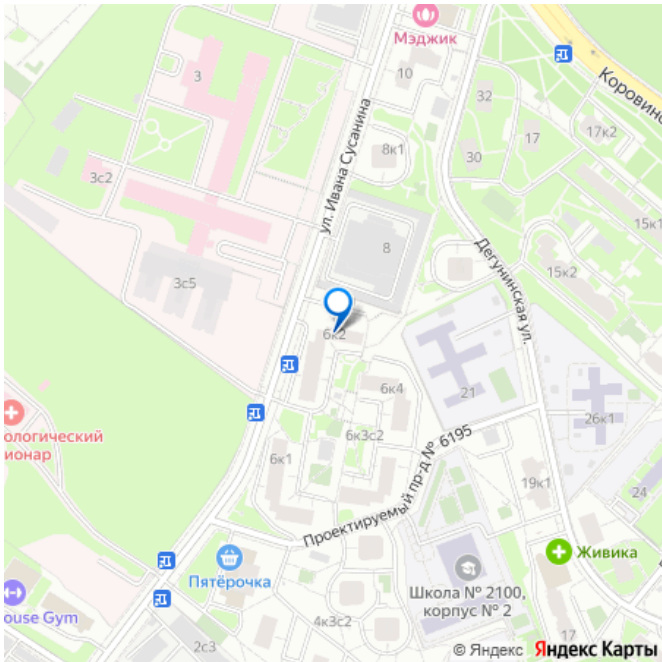 Мэджик
3
10
Коровинс
32
17
17к2
8к1
30
ул. Ивана Сусанина
3с2
15к1
8
Дегунинская ул.
15к2
3с5
6к2
21
6к4
26к1
ологический
ионар
6к3с2
6к1
Проектируемый пр-д № 6195
19к1
24
Живика
Пятёрочка
Школа № 2100,
корпус № 2
ouse Gym
4к3с2
17
2с3
© Яндекс Яндекс Карты